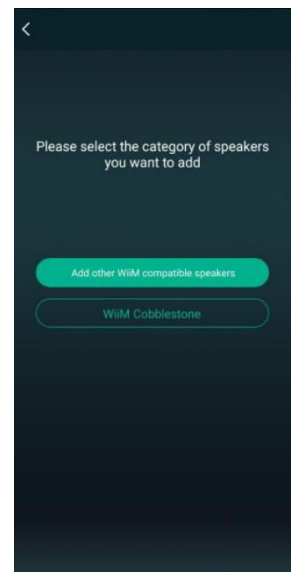 Please select the category of speakers
you want to add
Add other WiiM compatible speakers
WiiM Cobblestone